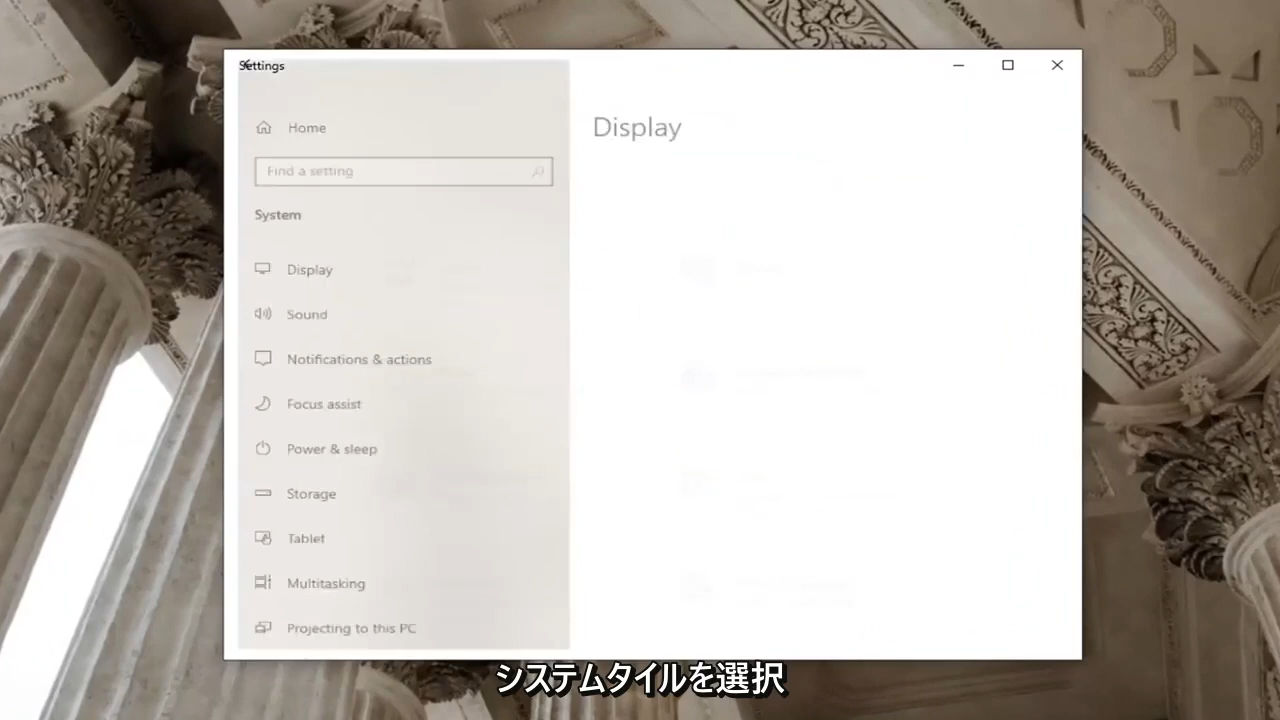 Settings
Home
Find a setting
System
Display
Sound
Notifications & actions
Focus assist
Power & sleep
Storage
Tablet
Multitasking
Projecting to this PC
Display
システムタイルを選択